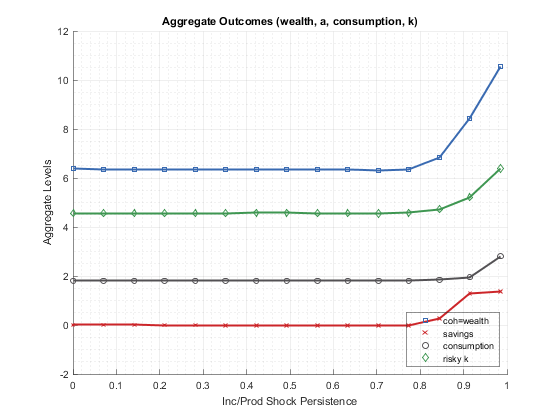 Aggregate Outcomes (wealth, a, consumption, k)
12
10
8
6
4
2
0
-2
Aggregate Levels
coh=wealth
savings
consumption
risky k
0 0.1 0.2 0.3 0.4 0.5 0.6 0.7 0.8 0.9 1
Inc/Prod Shock Persistence